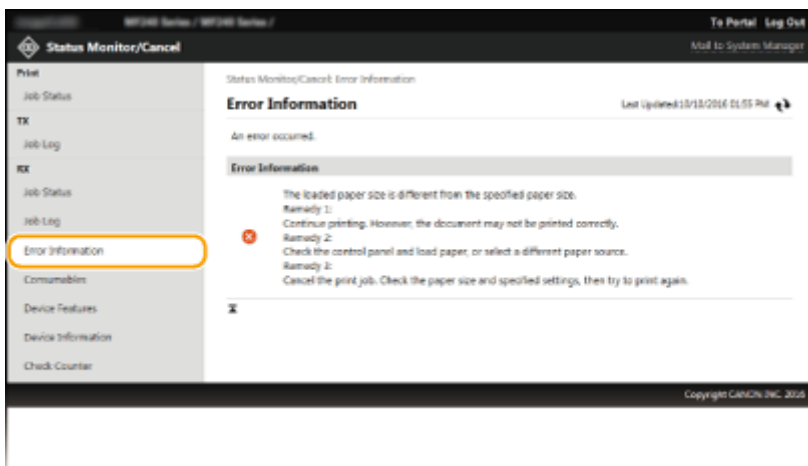 MF240 Series / MF240 Series /
To Portal Log Out
Status Monitor/Cancel
Mail to System Manager
Print
Job Status
TX
Job Log
RX
Job Status
Job Log
Error Information
Consumables
Device Features
Device Information
Check Counter
Status Monitor/Cancel: Error Information
Error Information
Last Updated:10/10/2016 01:55 PM
An error occurred.
Error Information
The loaded paper size is different from the specified paper size.
Remedy 1:
Continue printing. However, the document may not be printed correctly.
Remedy 2:
Check the control panel and load paper, or select a different paper source.
Remedy 3:
Cancel the print job. Check the paper size and specified settings, then try to print again.
Copyright CANON INC. 2016